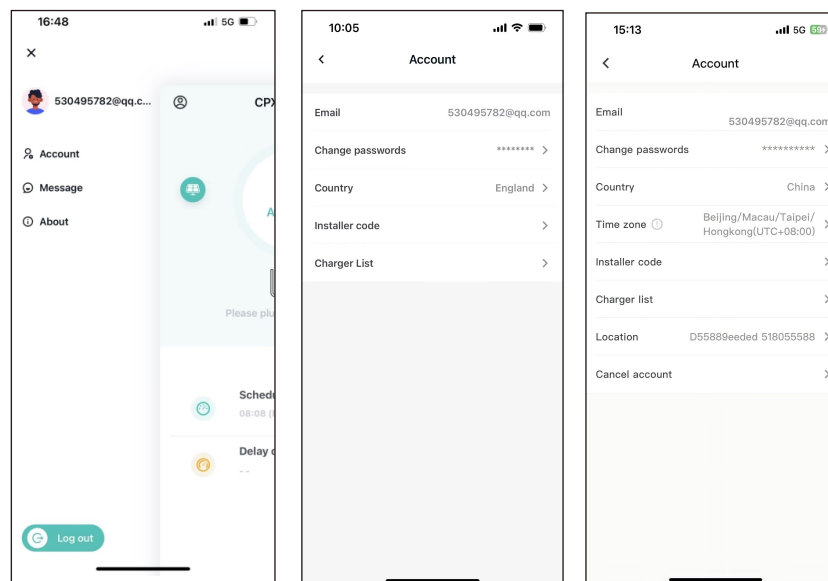 16:48
5G
530495782@qq.c...
CPX
Account
Message
About
A
Please plu
Schedu
08:08 (
Delay c
- -
Log out
10:05
Account
Email 530495782@qq.com
Change passwords ******** 
Country England
Installer code
Charger List
15:13
5G
Account
Email
530495782@qq.com
Change passwords **********
Country China
Time zone Beijing/Macau/Taipei/
Hongkong(UTC+08:00)
Installer code
Charger list
Location D55889eeded 518055588
Cancel account